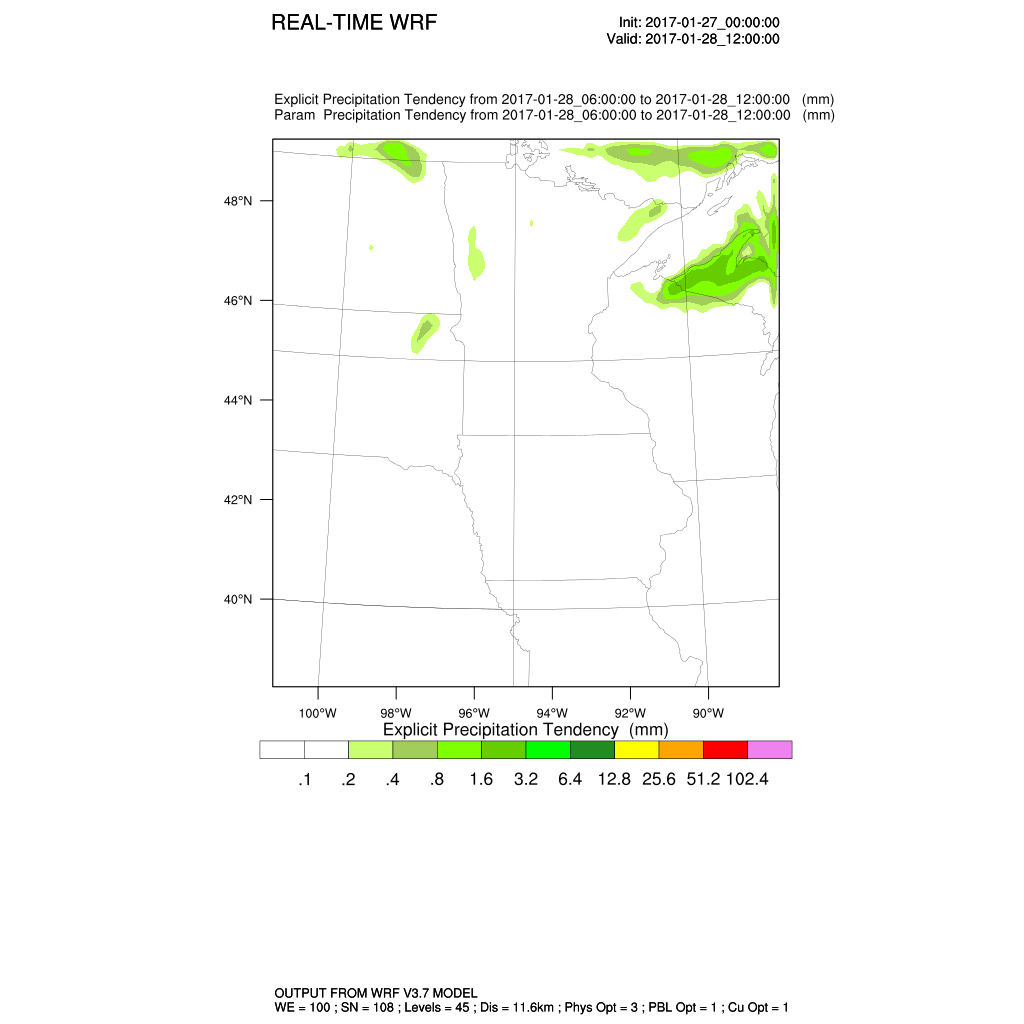 REAL-TIME WRF
Init: 2017-01-27_00:00:00
Valid: 2017-01-28_12:00:00
Explicit Precipitation Tendency from 2017-01-28_06:00:00 to 2017-01-28_12:00:00 (mm)
Param Precipitation Tendency from 2017-01-28_06:00:00 to 2017-01-28_12:00:00 (mm)
48°N
46°N
44°N
42°N
40°N
100°W 98°W 96°W 94°W 92°W 90°W
Explicit Precipitation Tendency (mm)
.1 .2 .4 .8 1.6 3.2 6.4 12.8 25.6 51.2 102.4
OUTPUT FROM WRF V3.7 MODEL
WE = 100 ; SN = 108 ; Levels = 45 ; Dis = 11.6km ; Phys Opt = 3 ; PBL Opt = 1 ; Cu Opt = 1